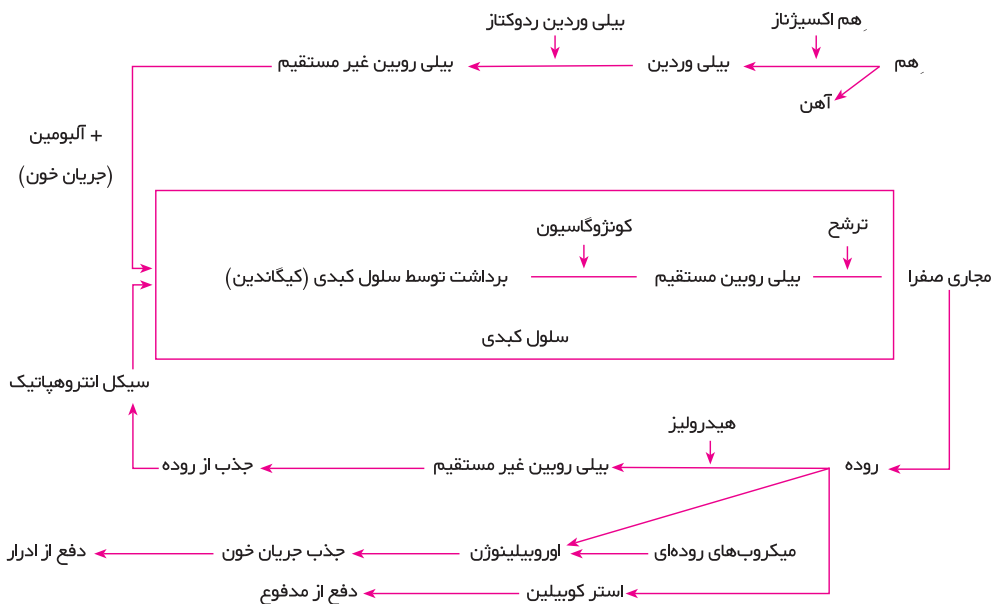 هِم اکسیژناز
بیلی وردین ردوکتاز
هِم
بیلی وردین
بیلی روبین غیر مستقیم
آهن
+ آلبومین
(جریان خون)
ترشح
کونژوگاسیون
مجاری صفرا
بیلی روبین مستقیم
برداشت توسط سلول کبدی (کیگاندین)
سلول کبدی
سیکل انتروهپاتیک
هیدرولیز
روده
بیلی روبین غیر مستقیم
جذب از روده
میکروب‌های روده‌ای
اوروبیلینوژن
جذب جریان خون
دفع از ادرار
استر کوبیلین
دفع از مدفوع